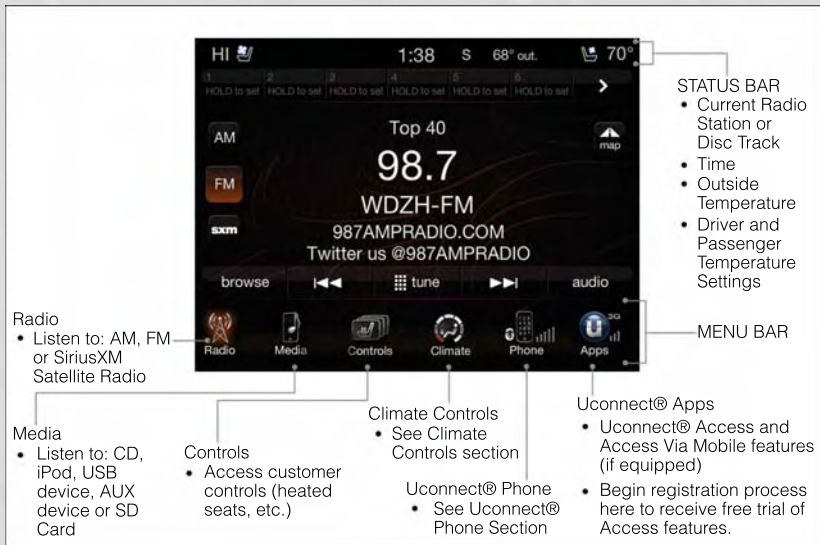 HI
1:38 S 68° out.
70°
1 2 3 4 5 6
HOLD to set HOLD to set HOLD to set HOLD to set HOLD to set HOLD to set
AM
FM
sxm
Top 40
98.7
WDZH-FM
987AMPRADIO.COM
Twitter us @987AMPRADIO
map
browse tune audio
Radio Media Controls Climate Phone Apps
3G
STATUS BAR
• Current Radio
Station or
Disc Track
• Time
• Outside
Temperature
• Driver and
Passenger
Temperature
Settings
MENU BAR
Radio
• Listen to: AM, FM
or SiriusXM
Satellite Radio
Media
• Listen to: CD,
iPod, USB
device, AUX
device or SD
Card
Controls
• Access customer
controls (heated
seats, etc.)
Climate Controls
• See Climate
Controls section
Uconnect® Phone
• See Uconnect®
Phone Section
Uconnect® Apps
• Uconnect® Access and
Access Via Mobile features
(if equipped)
• Begin registration process
here to receive free trial of
Access features.